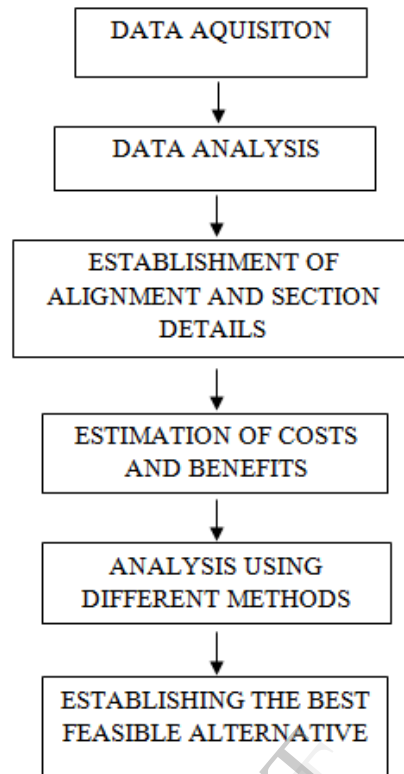 DATA AQUISITON
DATA ANALYSIS
ESTABLISHMENT OF
ALIGNMENT AND SECTION
DETAILS
ESTIMATION OF COSTS
AND BENEFITS
ANALYSIS USING
DIFFERENT METHODS
ESTABLISHING THE BEST
FEASIBLE ALTERNATIVE